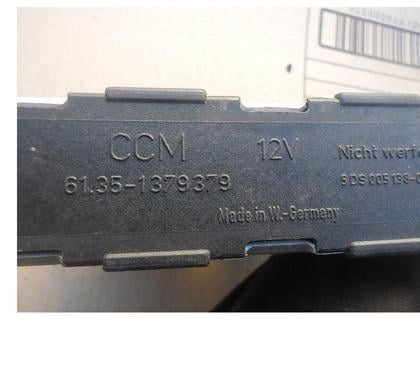 CCM 12V Nicht werf
61.35-1379379
Made in W.-Germany